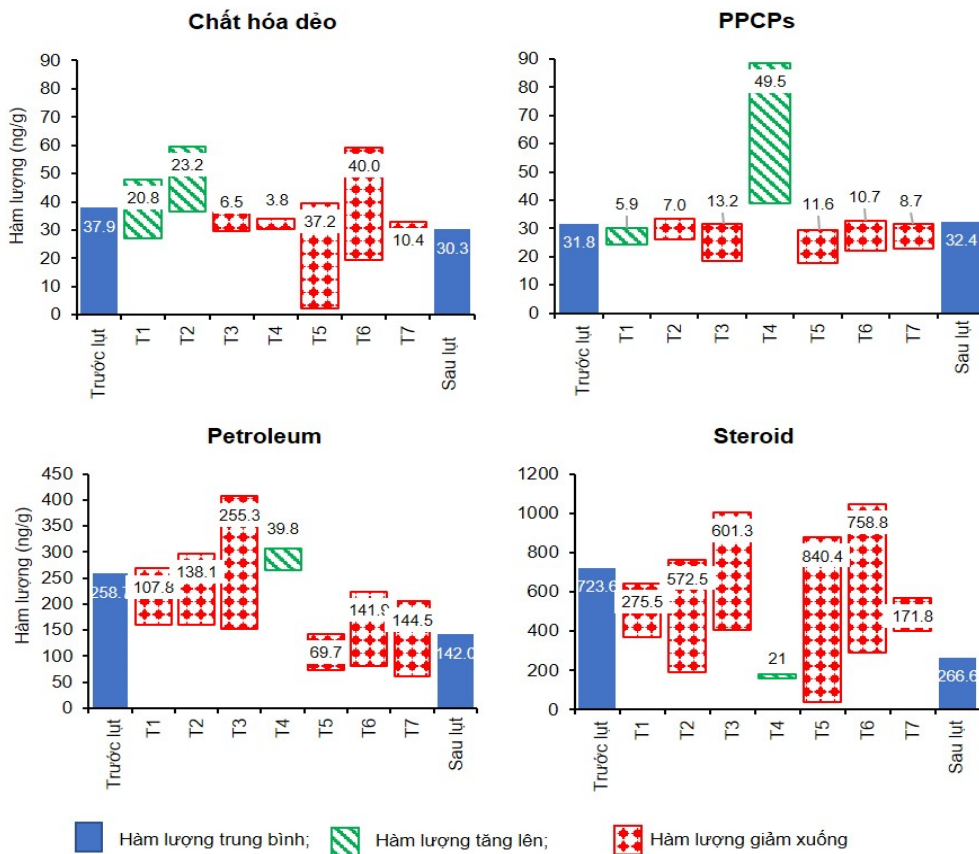 Chất hóa dẻo
Hàm lượng (ng/g)
90
80
70
60
50
40
30
20
10
0
37.9
20.8
23.2
6.5
3.8
37.2
40.0
10.4
30.3
Trước lụt
T1
T2
T3
T4
T5
T6
T7
Sau lụt
PPCPs
90
80
70
60
50
40
30
20
10
0
31.8
5.9
7.0
13.2
49.5
11.6
10.7
8.7
32.4
Trước lụt
T1
T2
T3
T4
T5
T6
T7
Sau lụt
Petroleum
Hàm lượng (ng/g)
450
400
350
300
250
200
150
100
50
0
258.7
107.8
138.1
255.3
39.8
69.7
141.9
144.5
142.0
Trước lụt
T1
T2
T3
T4
T5
T6
T7
Sau lụt
Steroid
1200
1000
800
600
400
200
0
723.6
275.5
572.5
601.3
21
840.4
758.8
171.8
266.6
Trước lụt
T1
T2
T3
T4
T5
T6
T7
Sau lụt
Hàm lượng trung bình;
Hàm lượng tăng lên;
Hàm lượng giảm xuống